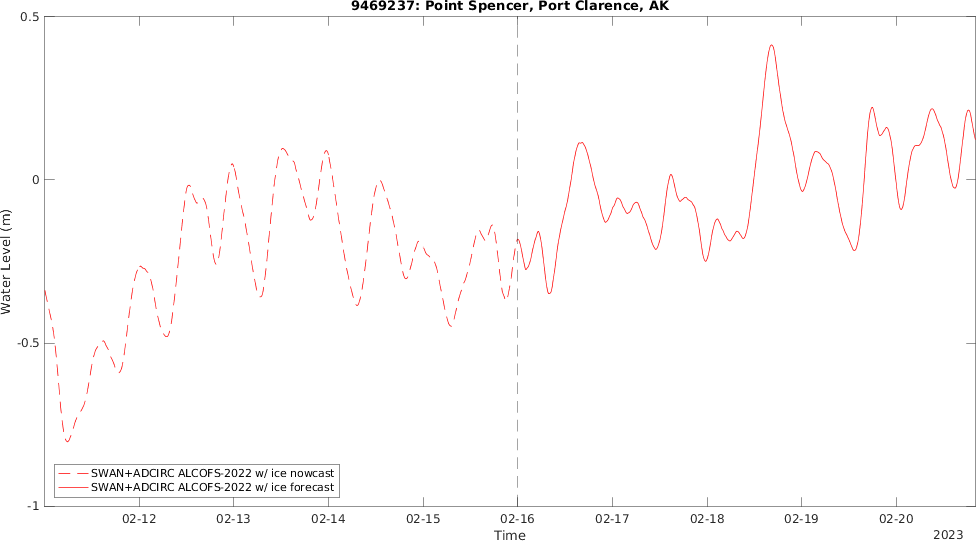 9469237: Point Spencer, Port Clarence, AK
0.5
0
-0.5
-1
Water Level (m)
SWAN+ADCIRC ALCOFS-2022 w/ ice nowcast
SWAN+ADCIRC ALCOFS-2022 w/ ice forecast
02-12
02-13
02-14
02-15
02-16
02-17
02-18
02-19
02-20
Time
2023